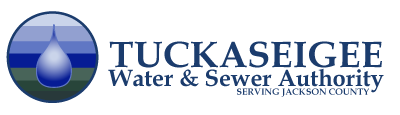 TUCKASEIGEE
Water & Sewer Authority
SERVING JACKSON COUNTY